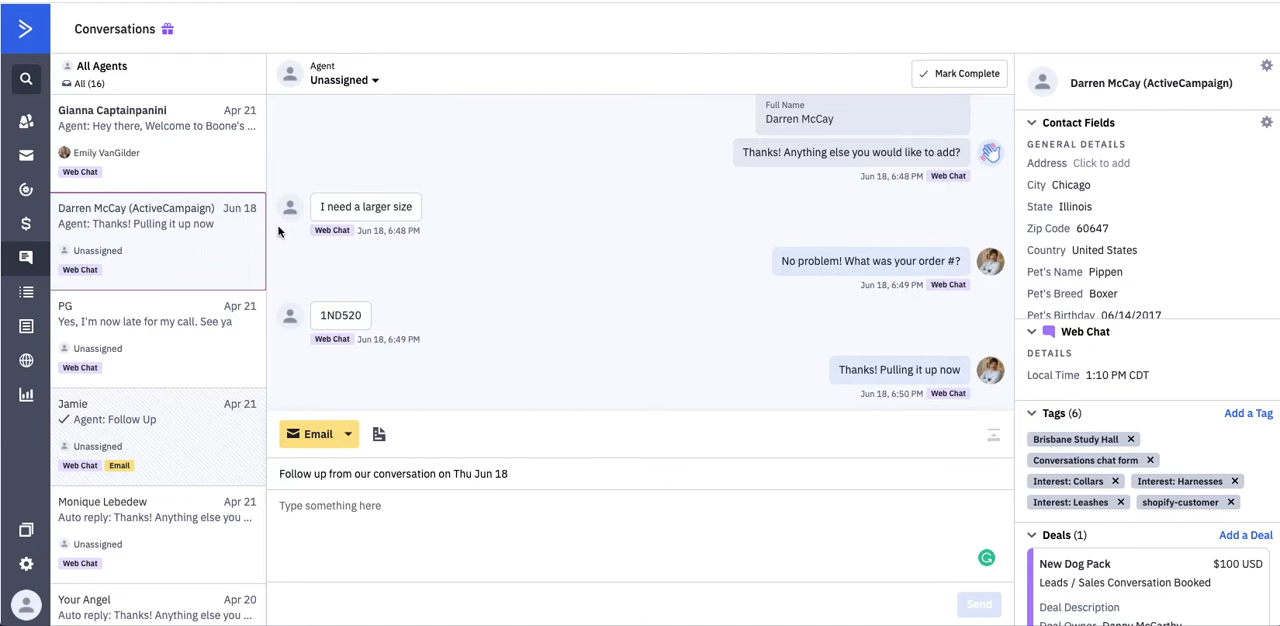 Conversations
All Agents
All (16)
Gianna Captainpanini Apr 21
Agent: Hey there, Welcome to Boone's ...
Emily VanGilder
Web Chat
Darren McCay (ActiveCampaign) Jun 18
Agent: Thanks! Pulling it up now
Unassigned
Web Chat
PG Apr 21
Yes, I'm now late for my call. See ya
Unassigned
Web Chat
Jamie Apr 21
Agent: Follow Up
Unassigned
Web Chat Email
Monique Lebedew Apr 21
Auto reply: Thanks! Anything else you ...
Unassigned
Web Chat
Your Angel Apr 20
Auto reply: Thanks! Anything else you ...
Agent
Unassigned
Mark Complete
Full Name
Darren McCay
Thanks! Anything else you would like to add?
Jun 18, 6:48 PM Web Chat
I need a larger size
Web Chat Jun 18, 6:48 PM
No problem! What was your order #?
Jun 18, 6:49 PM Web Chat
1ND520
Web Chat Jun 18, 6:49 PM
Thanks! Pulling it up now
Jun 18, 6:50 PM Web Chat
Email
Follow up from our conversation on Thu Jun 18
Type something here
Send
Darren McCay (ActiveCampaign)
Contact Fields
GENERAL DETAILS
Address Click to add
City Chicago
State Illinois
Zip Code 60647
Country United States
Pet's Name Pippen
Pet's Breed Boxer
Pet's Birthday 06/14/2017
Web Chat
DETAILS
Local Time 1:10 PM CDT
Tags (6) Add a Tag
Brisbane Study Hall
Conversations chat form
Interest: Collars Interest: Harnesses
Interest: Leashes shopify-customer
Deals (1) Add a Deal
New Dog Pack $100 USD
Leads / Sales Conversation Booked
Deal Description
Deal Owner Danny McCarthy